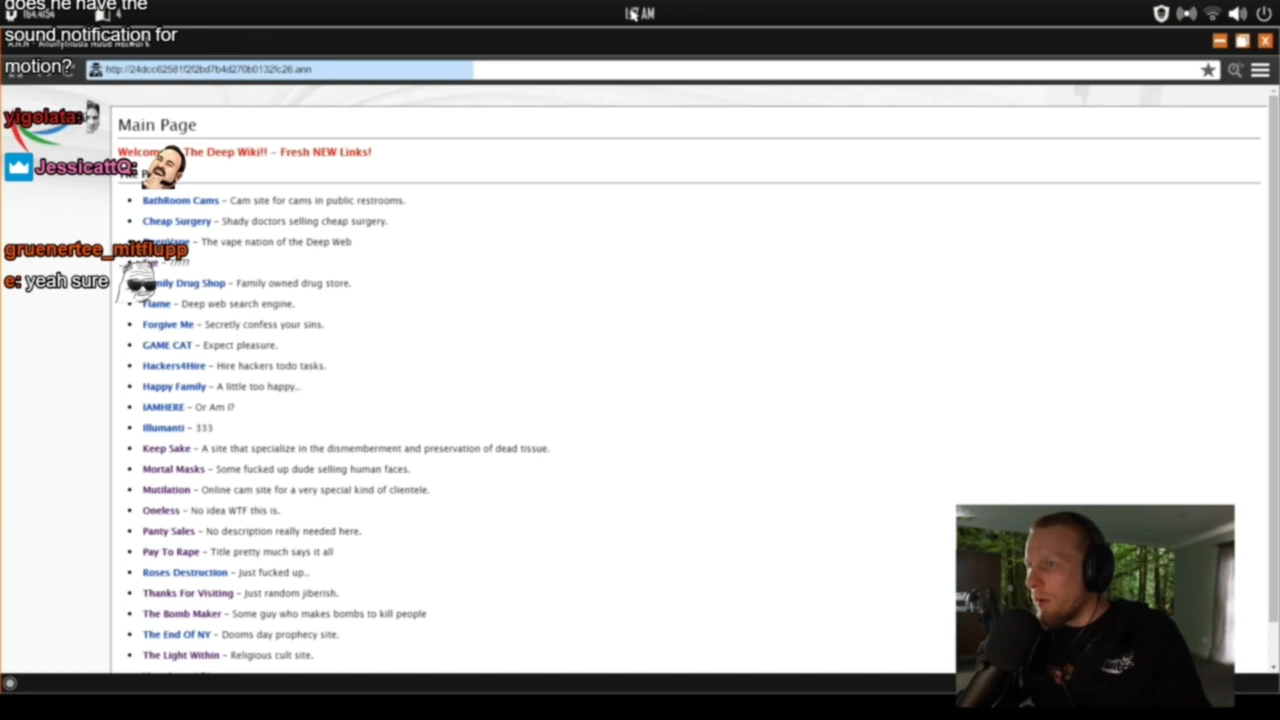 does he have the
sound notification for
motion?
4
AM
http://24dcc62581f2f2bd7b4d270b0132fc26.ann
yigolata:
JessicattQ:
gruenertee_mitflupp
e: yeah sure
Main Page
The Deep Wiki!! – Fresh NEW Links!
BathRoom Cams – Cam site for cams in public restrooms.
Cheap Surgery – Shady doctors selling cheap surgery.
– The vape nation of the Deep Web
– ?????
Drug Shop – Family owned drug store.
Flame – Deep web search engine.
Forgive Me – Secretly confess your sins.
GAME CAT – Expect pleasure.
Hackers4Hire – Hire hackers todo tasks.
Happy Family – A little too happy..
IAMHERE – Or Am I?
Illumanti – 333
Keep Sake – A site that specialize in the dismemberment and preservation of dead tissue.
Mortal Masks – Some fucked up dude selling human faces.
Mutilation – Online cam site for a very special kind of clientele.
Oneless – No idea WTF this is.
Panty Sales – No description really needed here.
Pay To Rape – Title pretty much says it all
Roses Destruction – Just fucked up..
Thanks For Visiting – Just random jiberish.
The Bomb Maker – Some guy who makes bombs to kill people
The End Of NY – Dooms day prophecy site.
The Light Within – Religious cult site.